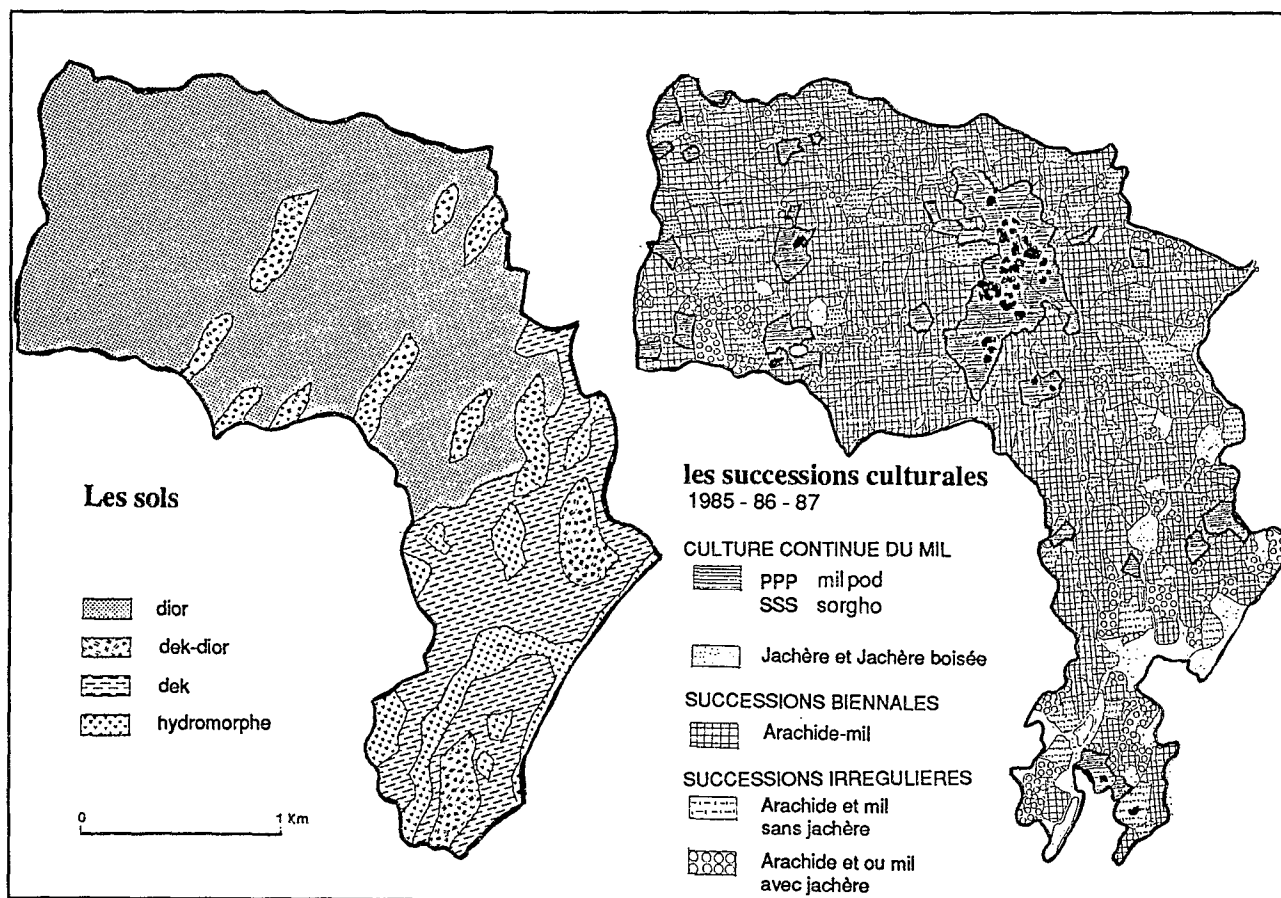 Les sols
dior
dek-dior
dek
hydromorphe
0 1 Km
les successions culturales
1985 - 86 - 87
CULTURE CONTINUE DU MIL
PPP mil pod
SSS sorgho
Jachère et Jachère boisée
SUCCESSIONS BIENNALES
Arachide-mil
SUCCESSIONS IRREGULIERES
Arachide et mil
sans jachère
Arachide et ou mil
avec jachère